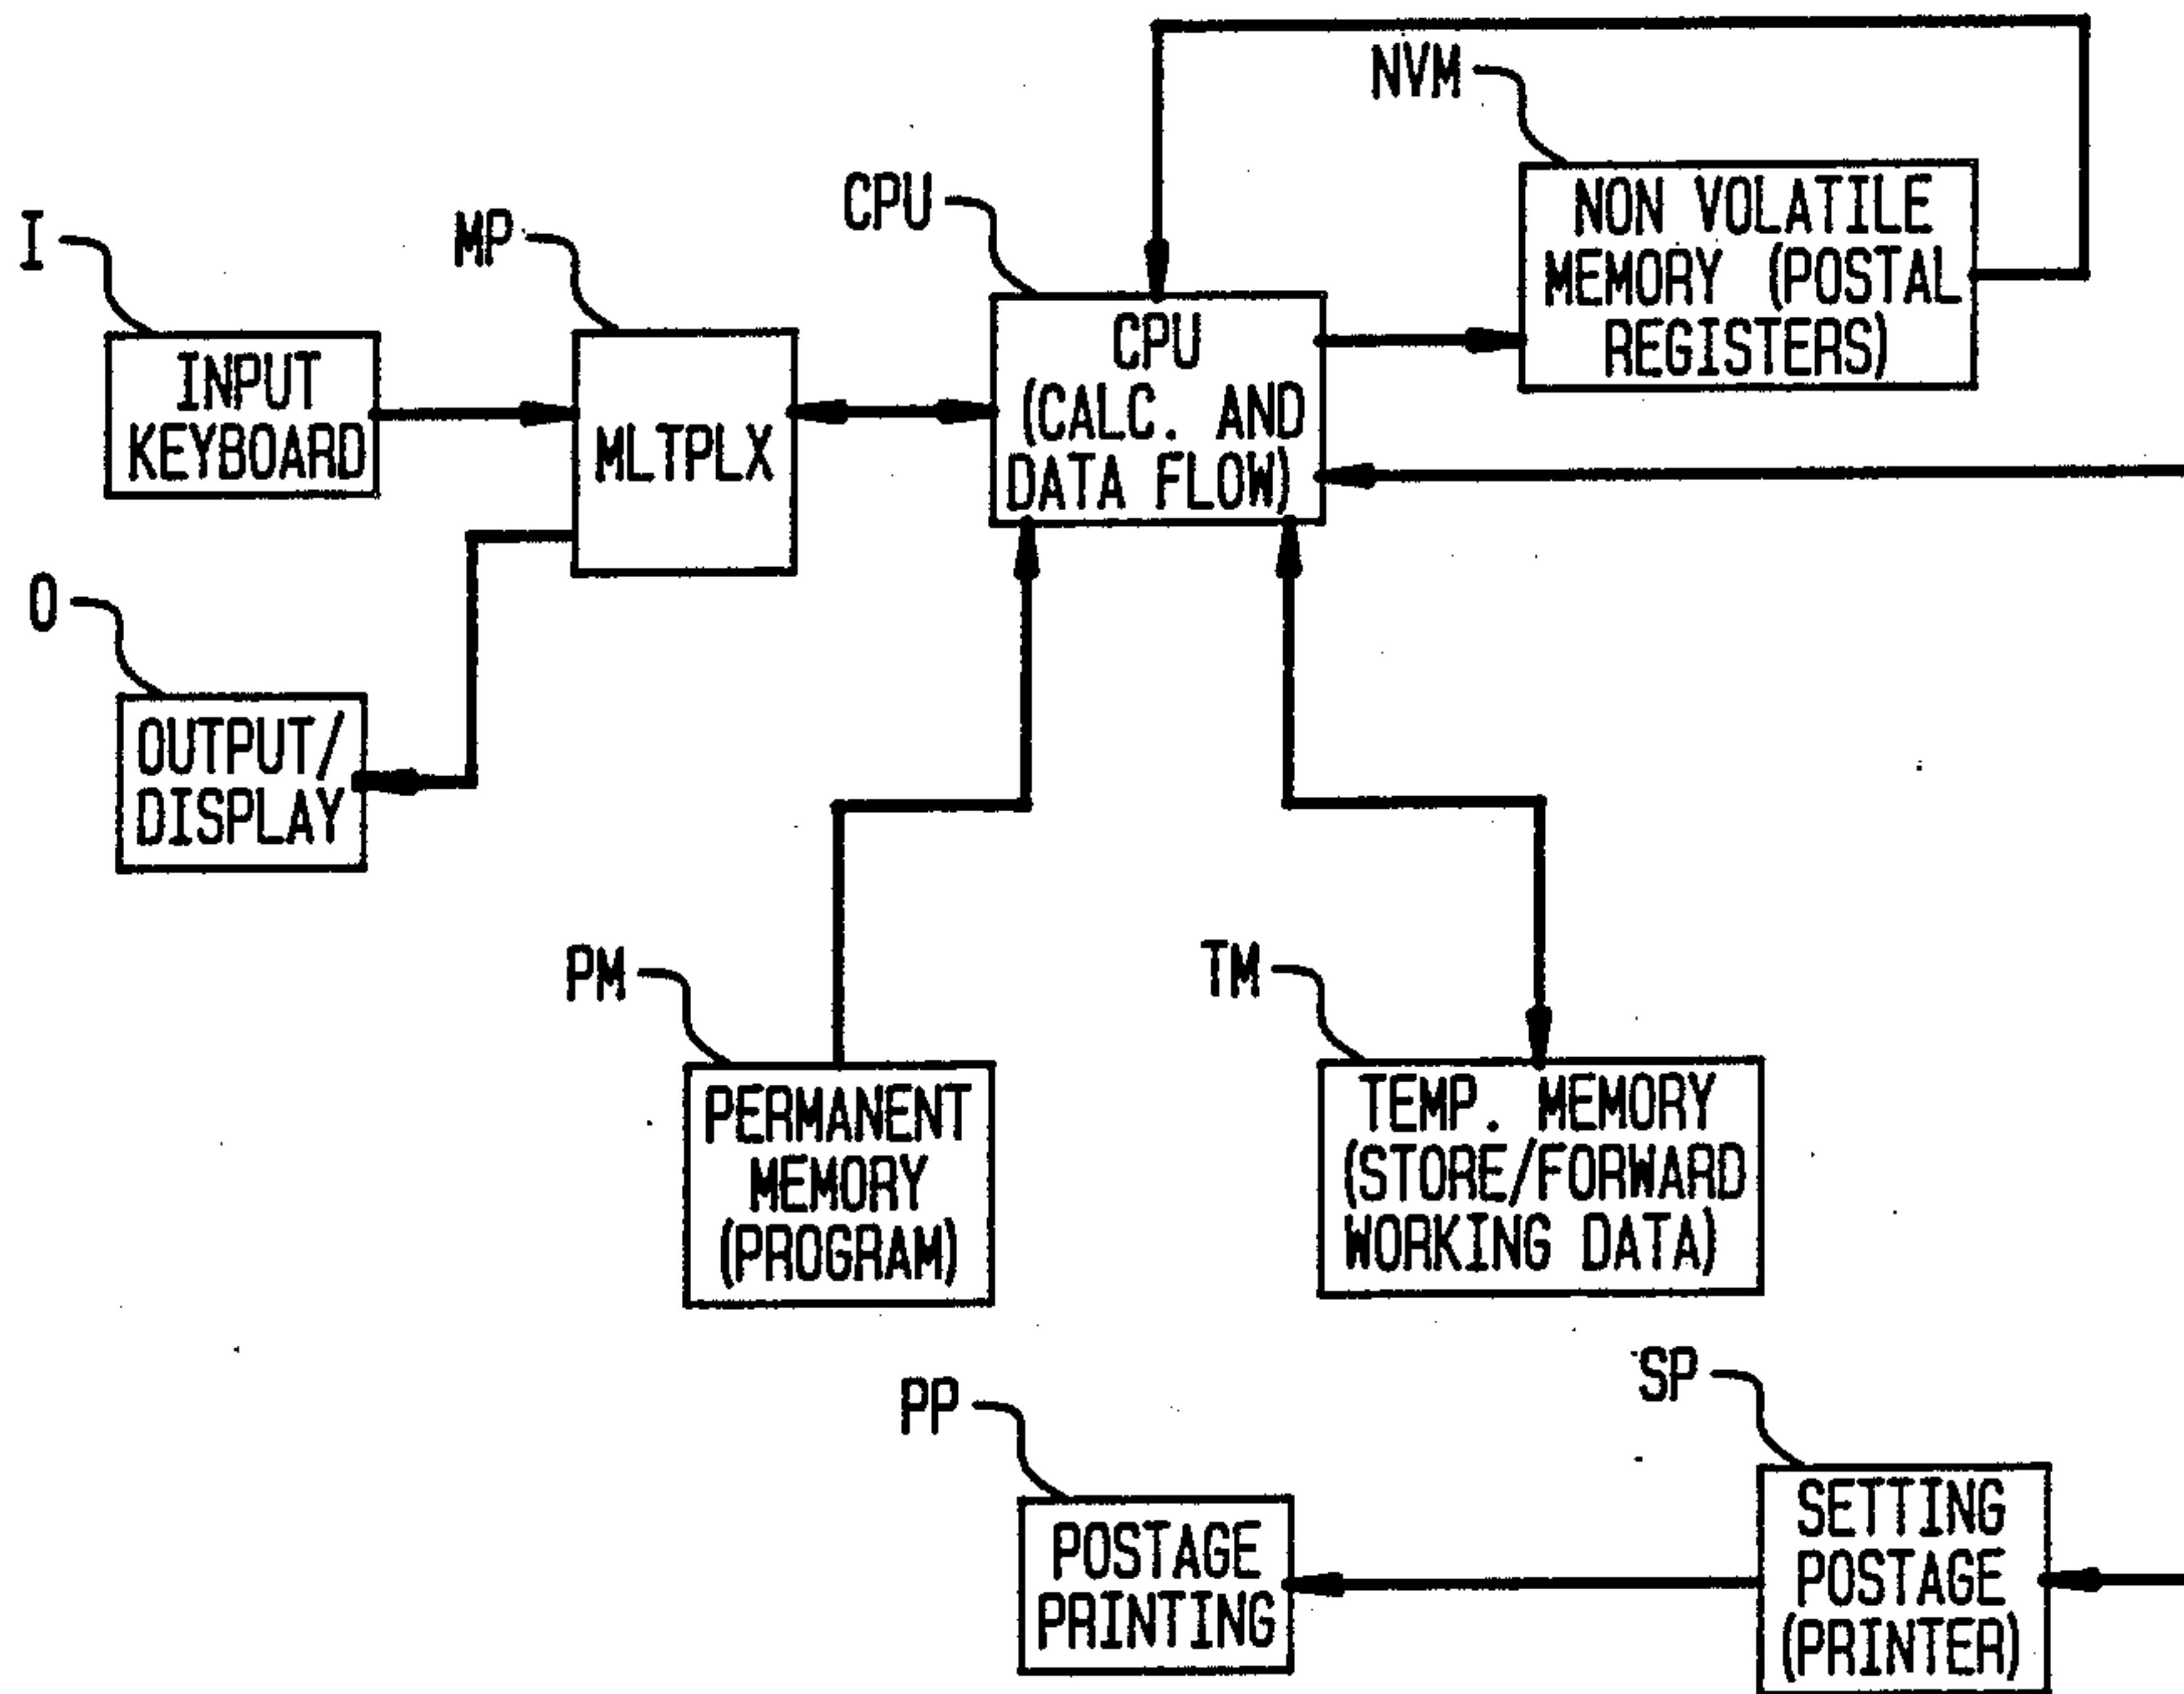 NVM
CPU
I
MP
NON VOLATILE
MEMORY (POSTAL
REGISTERS)
CPU
(CALC. AND
DATA FLOW)
INPUT
KEYBOARD
MLTPLX
O
OUTPUT/
DISPLAY
PM
TM
PERMANENT
MEMORY
(PROGRAM)
TEMP. MEMORY
(STORE/FORWARD
WORKING DATA)
PP
SP
POSTAGE
PRINTING
SETTING
POSTAGE
(PRINTER)